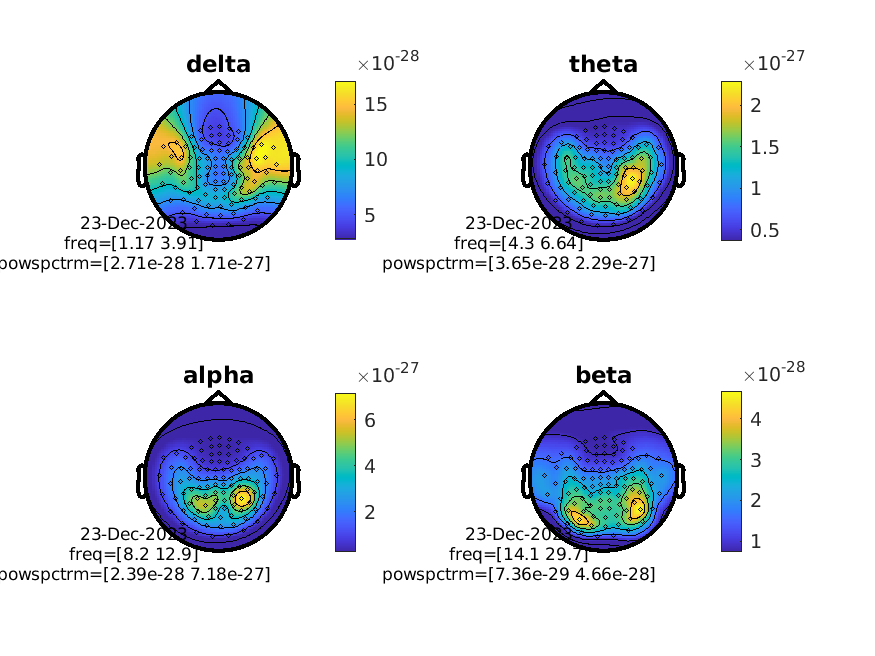 delta
×10-28
15
10
5
23-Dec-2023
freq=[1.17 3.91]
powspctrm=[2.71e-28 1.71e-27]
theta
×10-27
2
1.5
1
0.5
23-Dec-2023
freq=[4.3 6.64]
powspctrm=[3.65e-28 2.29e-27]
alpha
×10-27
6
4
2
23-Dec-2023
freq=[8.2 12.9]
powspctrm=[2.39e-28 7.18e-27]
beta
×10-28
4
3
2
1
23-Dec-2023
freq=[14.1 29.7]
powspctrm=[7.36e-29 4.66e-28]